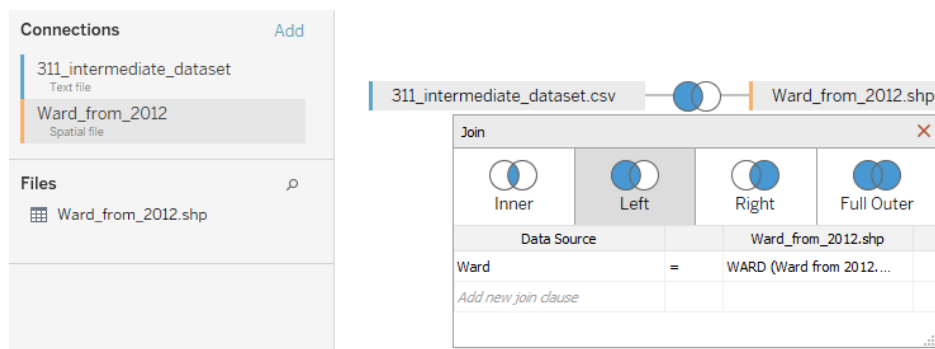 Connections Add
311_intermediate_dataset
Text file
Ward_from_2012
Spatial file
Files
Ward_from_2012.shp
311_intermediate_dataset.csv Ward_from_2012.shp
Join
Inner Left Right Full Outer
Data Source Ward_from_2012.shp
Ward = WARD (Ward from 2012....
Add new join clause